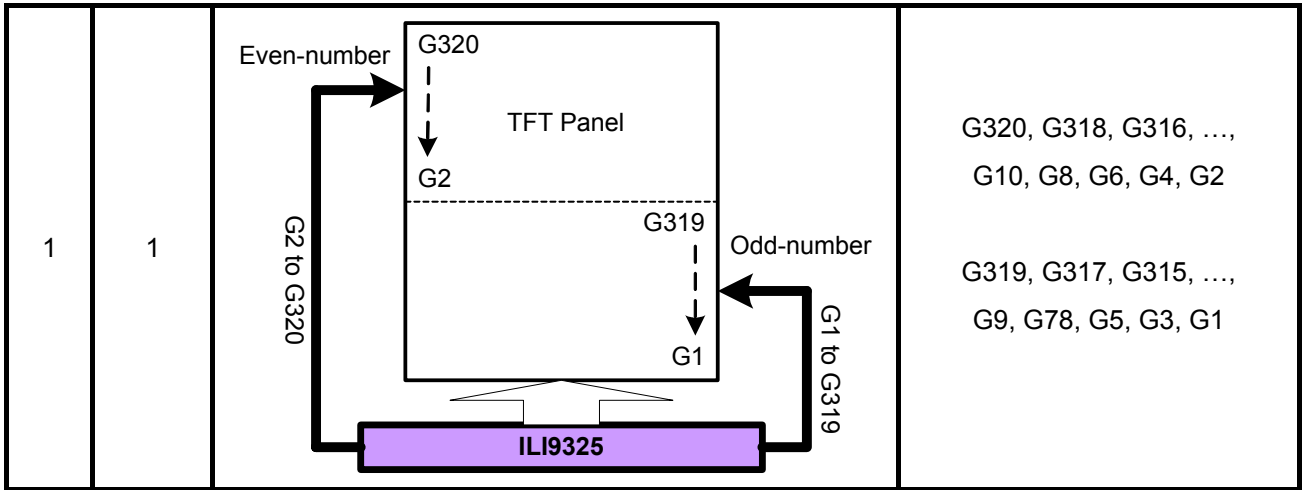 1
1
Even-number
G320
TFT Panel
G2
G319
Odd-number
G1
G2 to G320
G1 to G319
ILI9325
G320, G318, G316, …,
G10, G8, G6, G4, G2
G319, G317, G315, …,
G9, G78, G5, G3, G1